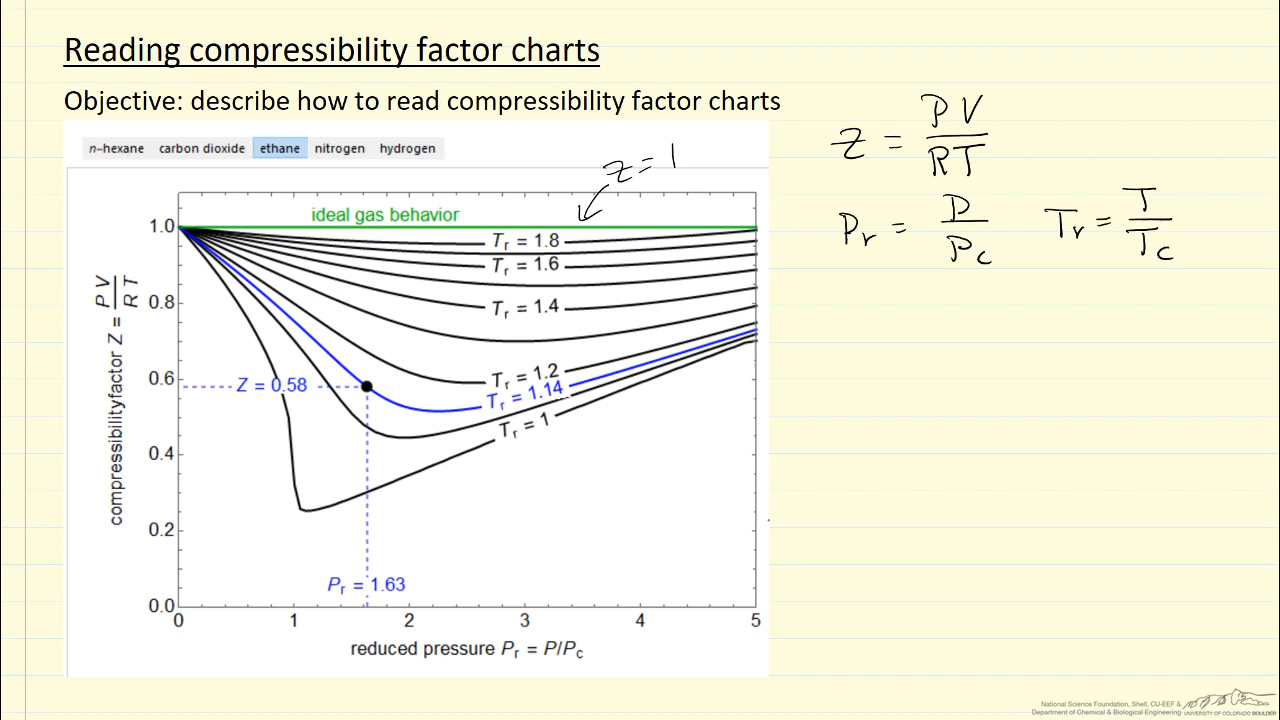 Reading compressibility factor charts
Objective: describe how to read compressibility factor charts
n-hexane carbon dioxide ethane nitrogen hydrogen
Z = 1
ideal gas behavior
Tr = 1.8
Tr = 1.6
Tr = 1.4
Tr = 1.2
Tr = 1.14
Tr = 1
Z = 0.58
Pr = 1.63
1.0
0.8
0.6
0.4
0.2
0.0
0 1 2 3 4 5
compressibilityfactor Z = PV/RT
reduced pressure Pr = P/Pc
Z = PV/RT
Pr = P/Pc Tr = T/Tc
National Science Foundation, Shell, CU-EEF &
Department of Chemical & Biological Engineering UNIVERSITY OF COLORADO BOULDER